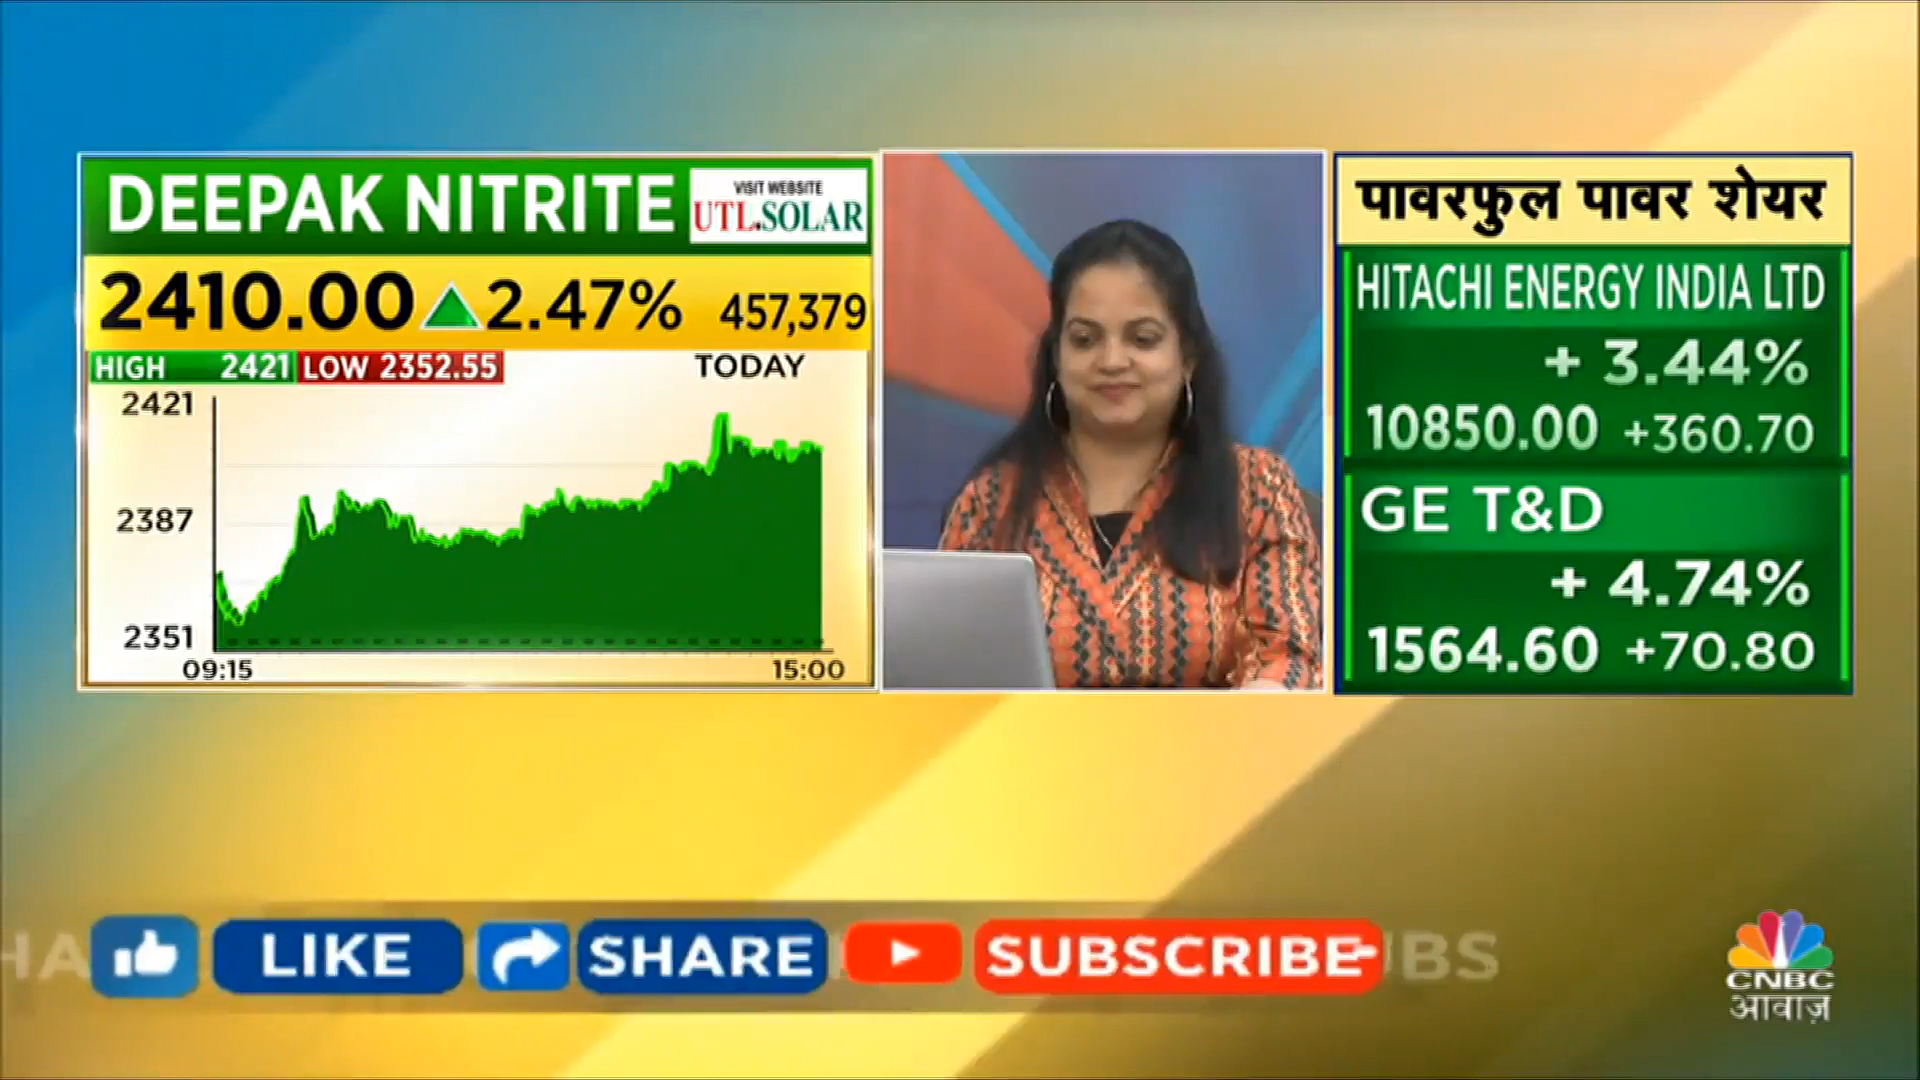 DEEPAK NITRITE
VISIT WEBSITE
UTL.SOLAR
2410.00 2.47% 457,379
HIGH 2421 LOW 2352.55 TODAY
2421
2387
2351
09:15 15:00
पावरफुल पावर शेयर
HITACHI ENERGY INDIA LTD
+ 3.44%
10850.00 +360.70
GE T&D
+ 4.74%
1564.60 +70.80
LIKE SHARE SUBSCRIBE
CNBC
आवाज़